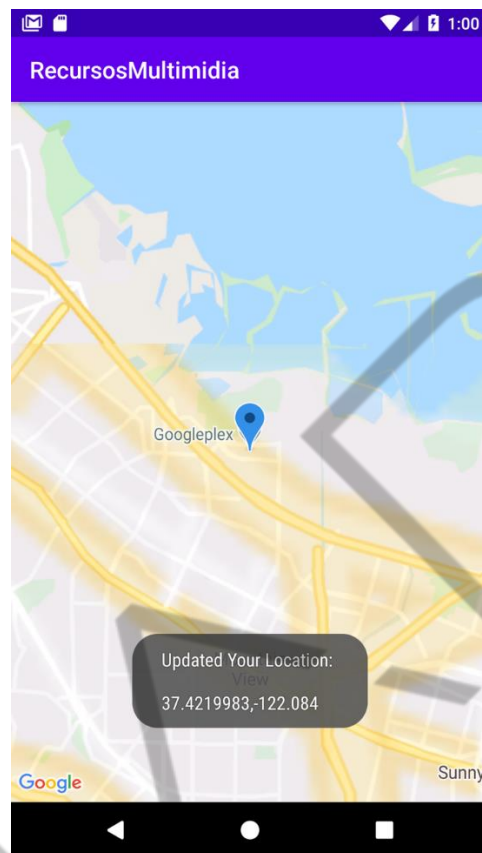 1:00
RecursosMultimidia
Googleplex
Updated Your Location:
View
37.4219983,-122.084
Google
Sunny